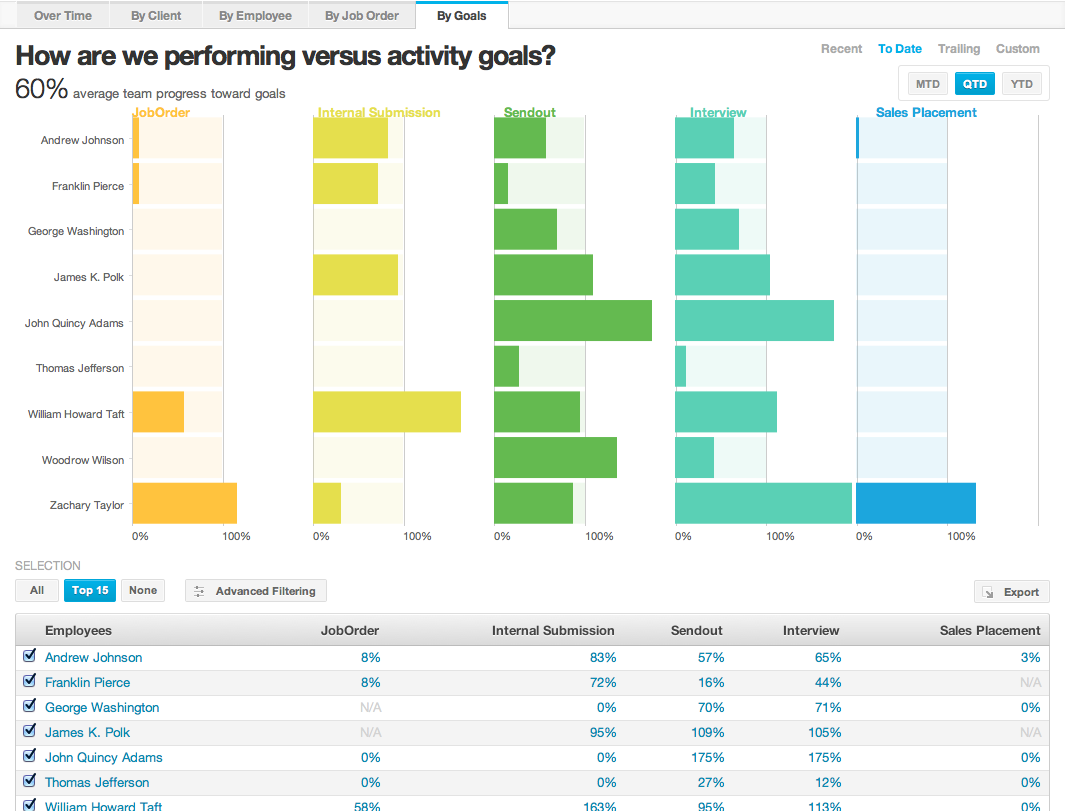 Over Time By Client By Employee By Job Order By Goals
How are we performing versus activity goals?
Recent To Date Trailing Custom
60% average team progress toward goals
MTD QTD YTD
JobOrder Internal Submission Sendout Interview Sales Placement
Andrew Johnson
Franklin Pierce
George Washington
James K. Polk
John Quincy Adams
Thomas Jefferson
William Howard Taft
Woodrow Wilson
Zachary Taylor
0% 100% 0% 100% 0% 100% 0% 100% 0% 100%
SELECTION
All Top 15 None Advanced Filtering Export
Employees JobOrder Internal Submission Sendout Interview Sales Placement
Andrew Johnson 8% 83% 57% 65% 3%
Franklin Pierce 8% 72% 16% 44% N/A
George Washington N/A 0% 70% 71% 0%
James K. Polk N/A 95% 109% 105% N/A
John Quincy Adams 0% 0% 175% 175% 0%
Thomas Jefferson 0% 0% 27% 12% 0%
William Howard Taft 58% 163% 95% 113% 0%